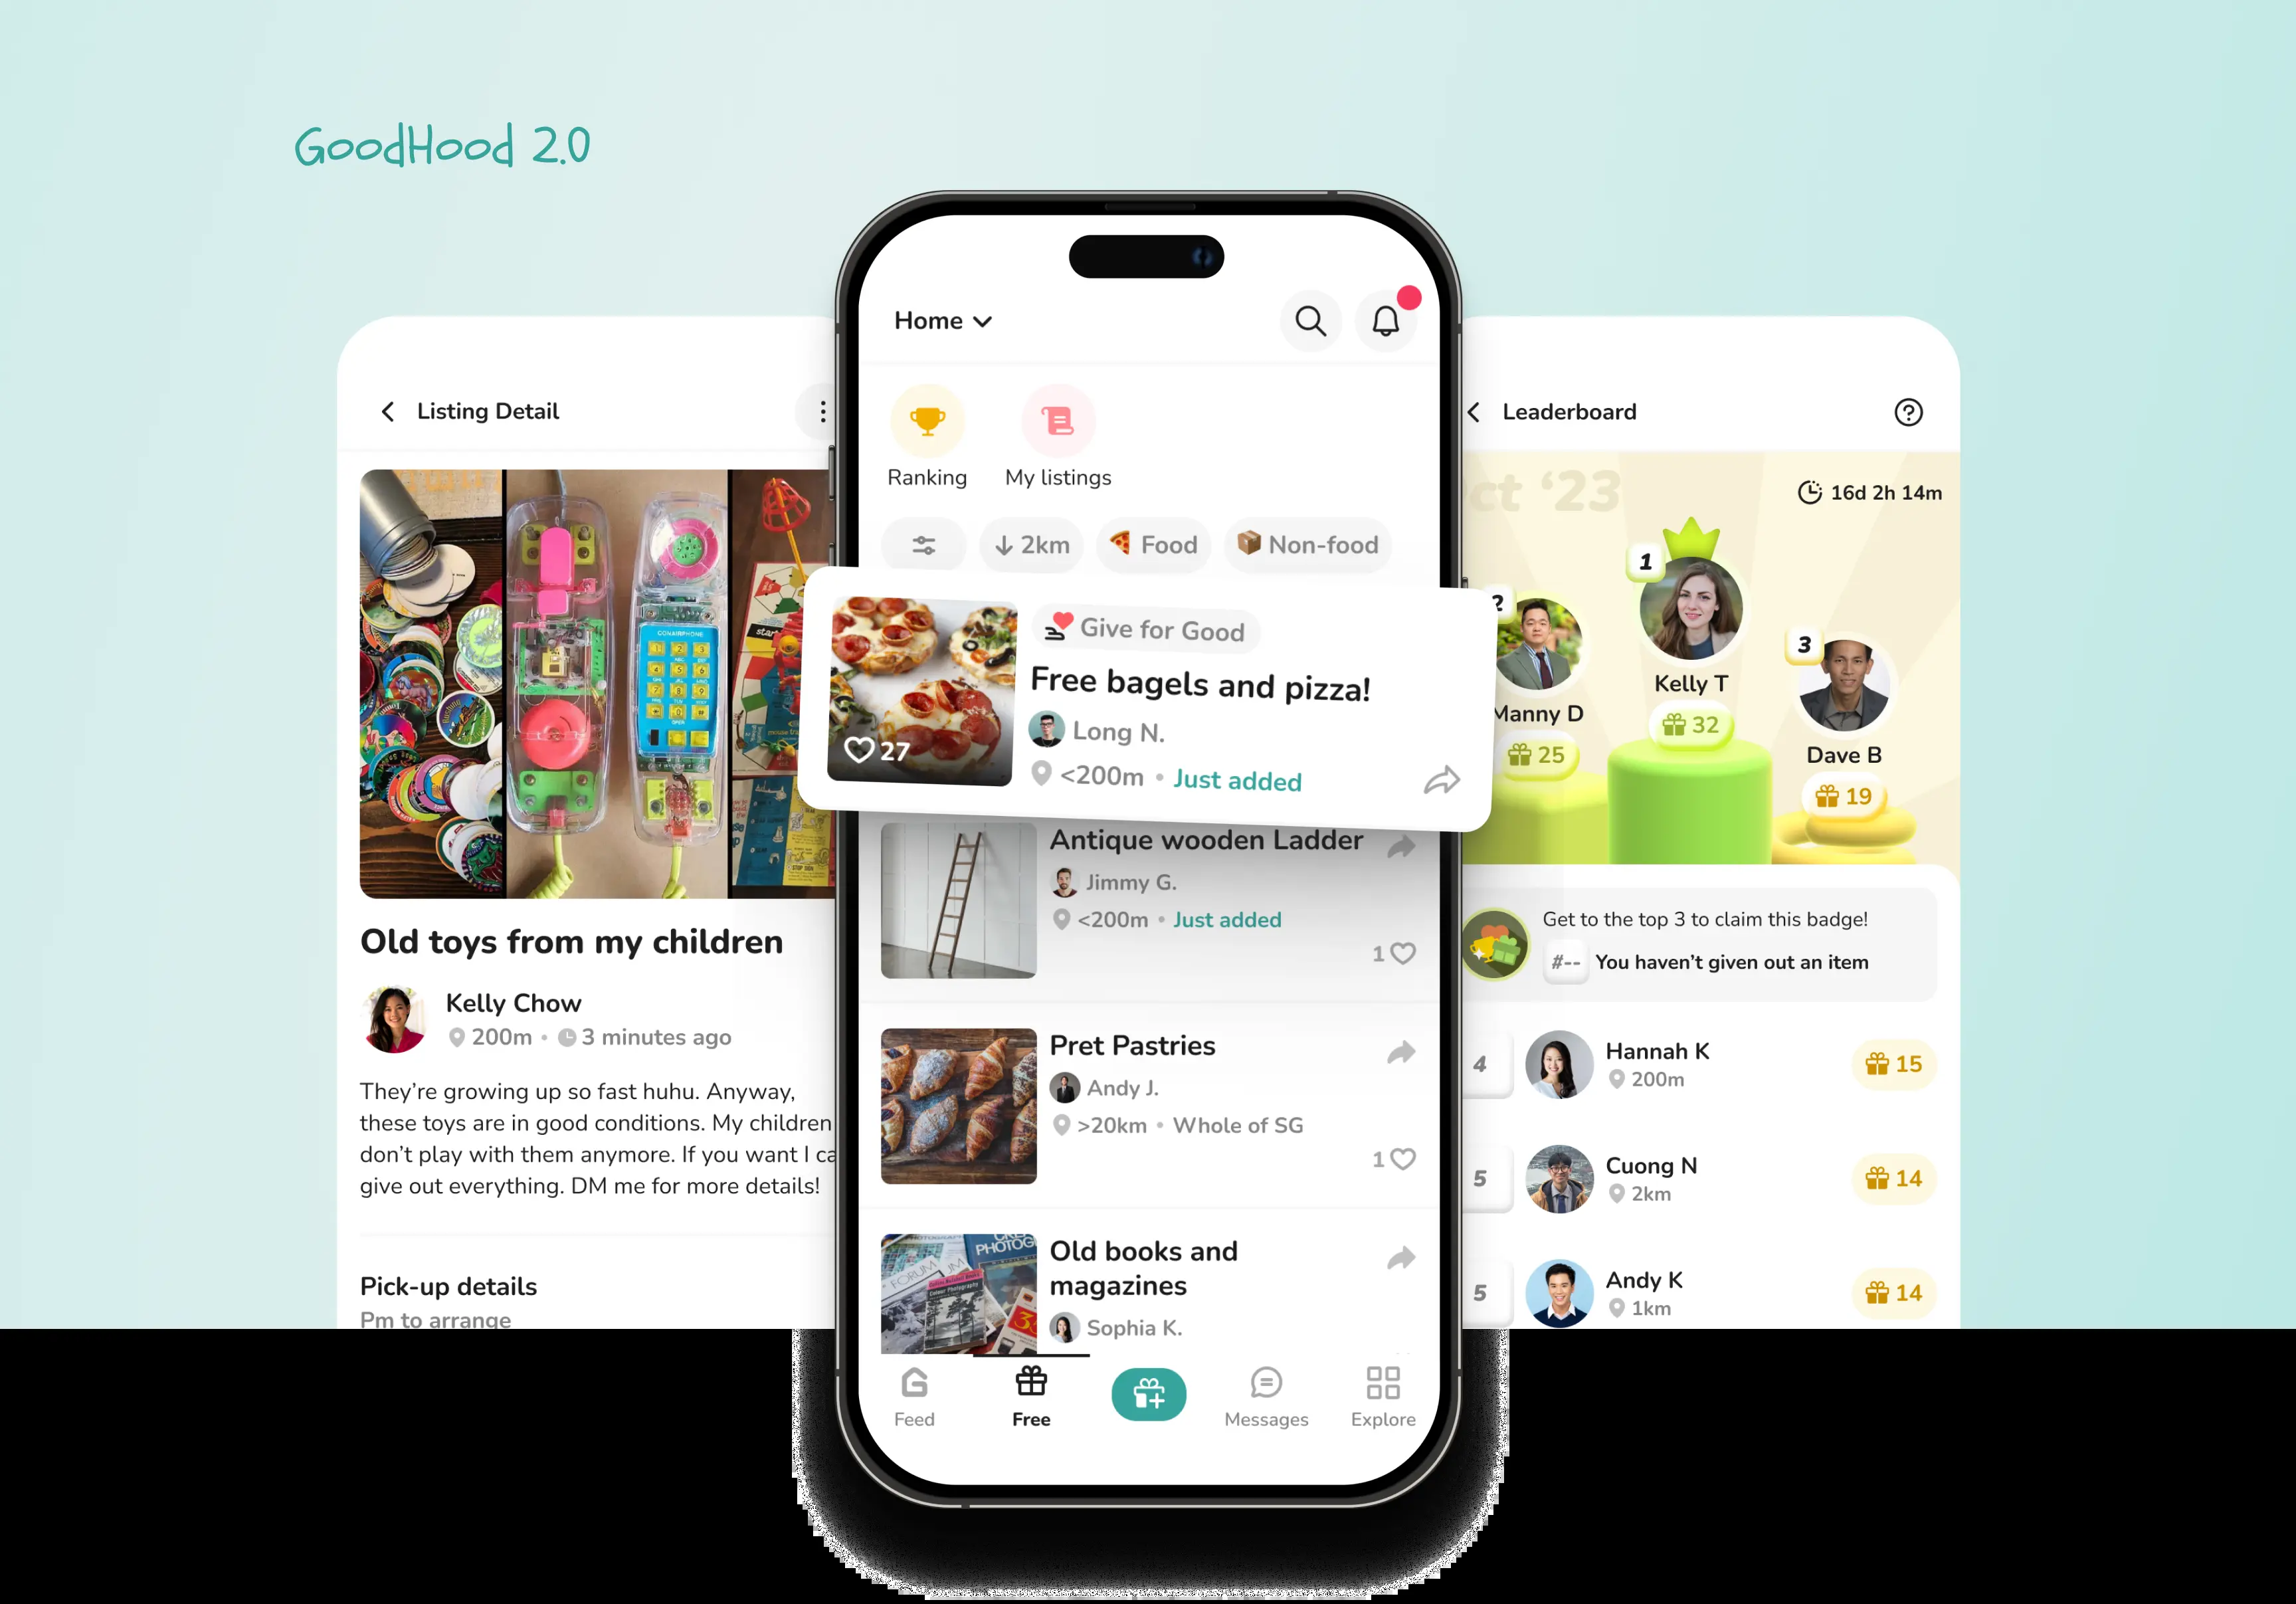 GoodHood 2.0
Listing Detail
Old toys from my children
Kelly Chow
200m • 3 minutes ago
They're growing up so fast huhu. Anyway,
these toys are in good conditions. My children
don't play with them anymore. If you want I ca
give out everything. DM me for more details!
Pick-up details
Pm to arrange
Home
Ranking
My listings
2km
Food
Non-food
Give for Good
Free bagels and pizza!
Long N.
<200m • Just added
27
Antique wooden Ladder
Jimmy G.
<200m • Just added
1
Pret Pastries
Andy J.
>20km • Whole of SG
1
Old books and
magazines
Sophia K.
Feed
Free
Messages
Explore
Leaderboard
ct '23
16d 2h 14m
1
Kelly T
32
2
Manny D
25
3
Dave B
19
Get to the top 3 to claim this badge!
#-- You haven't given out an item
4
Hannah K
200m
15
5
Cuong N
2km
14
5
Andy K
1km
14
CONAIRPHONE